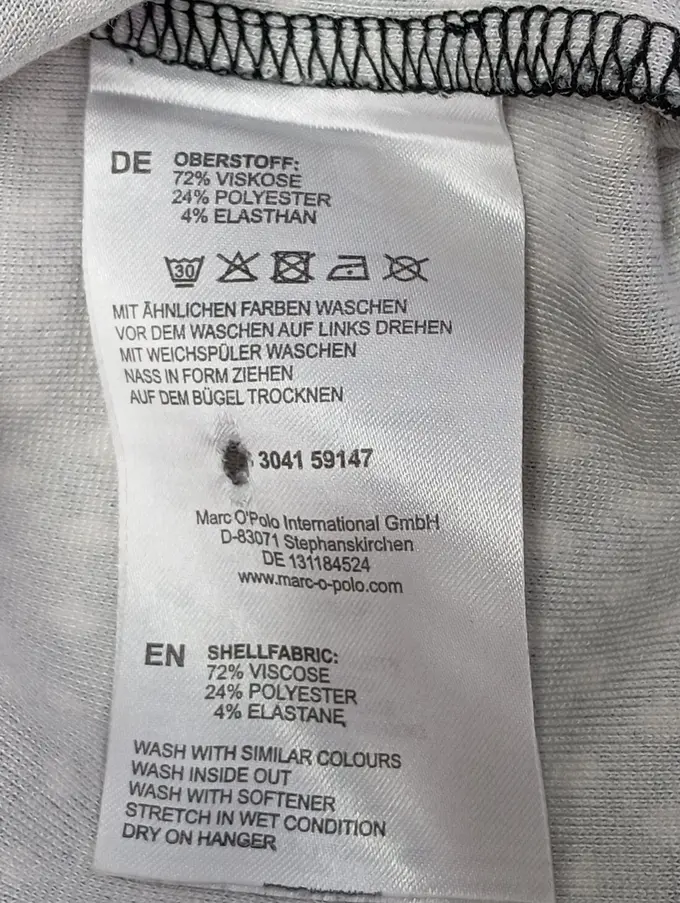 DE OBERSTOFF:
72% VISKOSE
24% POLYESTER
4% ELASTHAN
30
MIT ÄHNLICHEN FARBEN WASCHEN
VOR DEM WASCHEN AUF LINKS DREHEN
MIT WEICHSPÜLER WASCHEN
NASS IN FORM ZIEHEN
AUF DEM BÜGEL TROCKNEN
3041 59147
Marc O'Polo International GmbH
D-83071 Stephanskirchen
DE 131184524
www.marc-o-polo.com
EN SHELLFABRIC:
72% VISCOSE
24% POLYESTER
4% ELASTANE
WASH WITH SIMILAR COLOURS
WASH INSIDE OUT
WASH WITH SOFTENER
STRETCH IN WET CONDITION
DRY ON HANGER